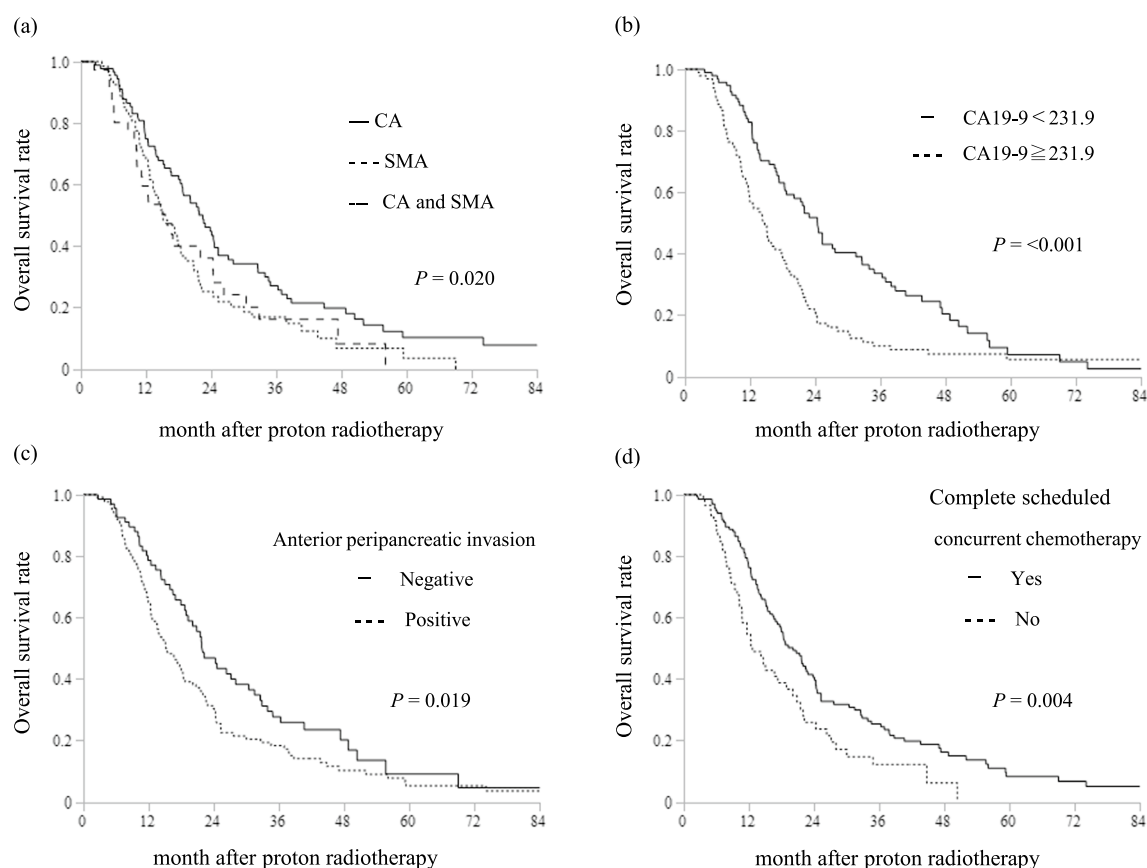 (a)
Overall survival rate
1.0
0.8
0.6
0.4
0.2
0
12
24
36
48
60
72
84
0
month after proton radiotherapy
CA
SMA
CA and SMA
P = 0.020
(b)
Overall survival rate
1.0
0.8
0.6
0.4
0.2
0
0
12
24
36
48
60
72
84
month after proton radiotherapy
CA19-9 < 231.9
CA19-9≧231.9
P = <0.001
(c)
Overall survival rate
1.0
0.8
0.6
0.4
0.2
0
0
12
24
36
48
60
72
84
month after proton radiotherapy
Anterior peripancreatic invasion
Negative
Positive
P = 0.019
(d)
Overall survival rate
1.0
0.8
0.6
0.4
0.2
0
0
12
24
36
48
60
72
84
month after proton radiotherapy
Complete scheduled
concurrent chemotherapy
Yes
No
P = 0.004